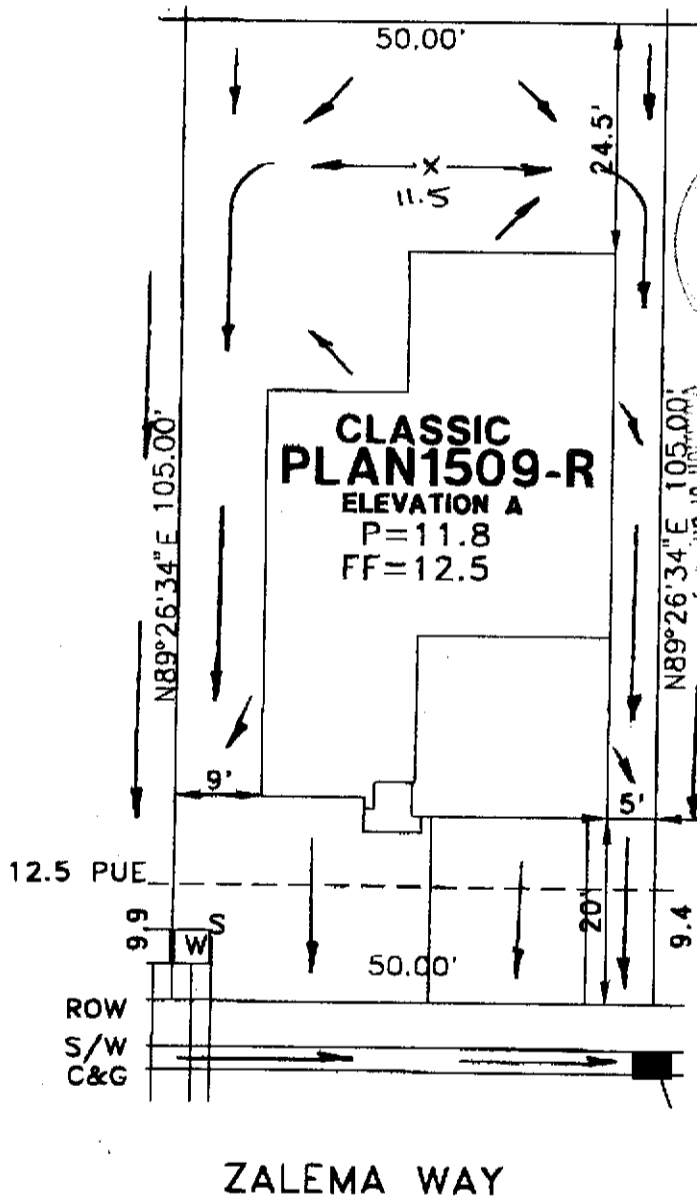 50.00'
24.5'
X
11.5
N89°26'34"E 105.00'
CLASSIC
PLAN1509-R
ELEVATION A
P=11.8
FF=12.5
N89°26'34"E 105.00'
9'
5'
12.5 PUE
9.9
S
W
20'
9.4
50.00'
ROW
S/W
C&G
ZALEMA WAY